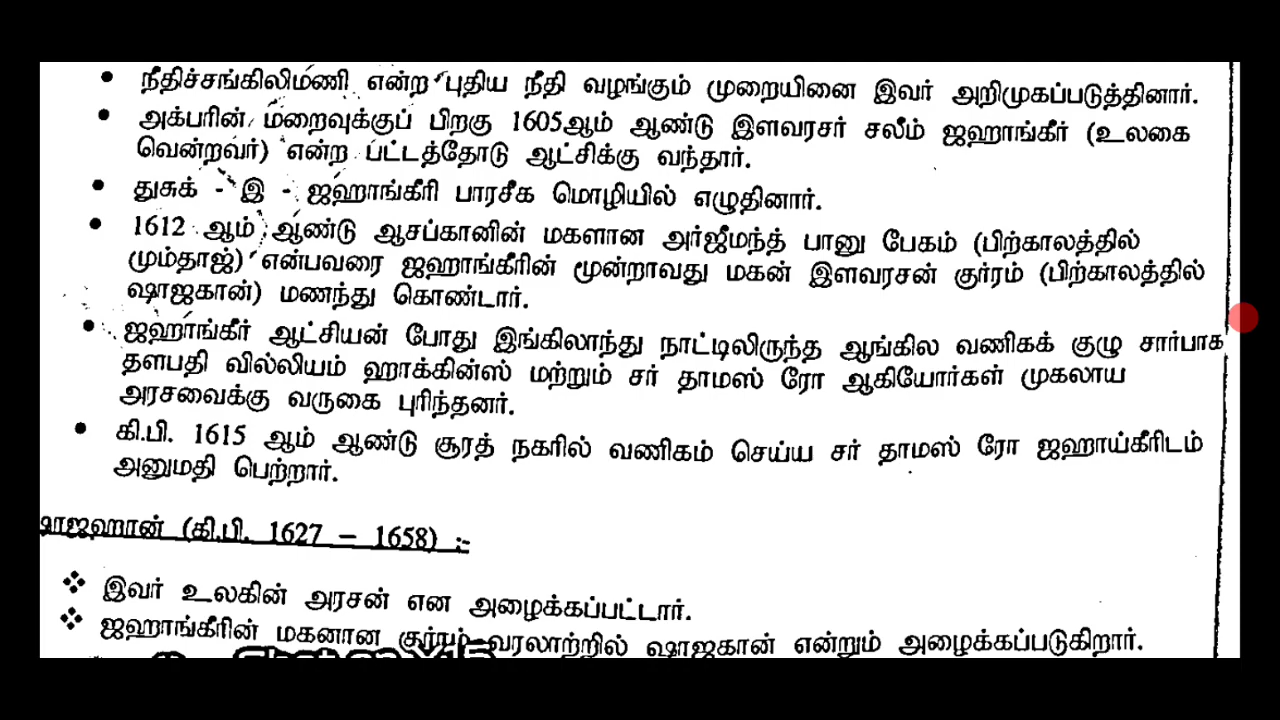 நீதிச்சங்கிலிமணி என்ற புதிய நீதி வழங்கும் முறையினை இவர் அறிமுகப்படுத்தினார்.
அக்பரின் மறைவுக்குப் பிறகு 1605ஆம் ஆண்டு இளவரசர் சலீம் ஜஹாங்கீர் (உலகை
வென்றவர்) என்ற பட்டத்தோடு ஆட்சிக்கு வந்தார்.
துசுக் - இ - ஜஹாங்கீரி பாரசீக மொழியில் எழுதினார்.
1612 ஆம் ஆண்டு ஆசப்கானின் மகளான அர்ஜீமந்த் பானு பேகம் (பிற்காலத்தில்
மும்தாஜ்) என்பவரை ஜஹாங்கீரின் மூன்றாவது மகன் இளவரசன் குர்ரம் (பிற்காலத்தில்
ஷாஜகான்) மணந்து கொண்டார்.
ஜஹாங்கீர் ஆட்சியன் போது இங்கிலாந்து நாட்டிலிருந்த ஆங்கில வணிகக் குழு சார்பாக
தளபதி வில்லியம் ஹாக்கின்ஸ் மற்றும் சர் தாமஸ் ரோ ஆகியோர்கள் முகலாய
அரசவைக்கு வருகை புரிந்தனர்.
கி.பி. 1615 ஆம் ஆண்டு சூரத் நகரில் வணிகம் செய்ய சர் தாமஸ் ரோ ஜஹாய்கீரிடம்
அனுமதி பெற்றார்.
ஷாஜஹான் (கி.பி. 1627 – 1658) :-
இவர் உலகின் அரசன் என அழைக்கப்பட்டார்.
ஜஹாங்கீரின் மகனான குர்ரம் வரலாற்றில் ஷாஜகான் என்றும் அழைக்கப்படுகிறார்.